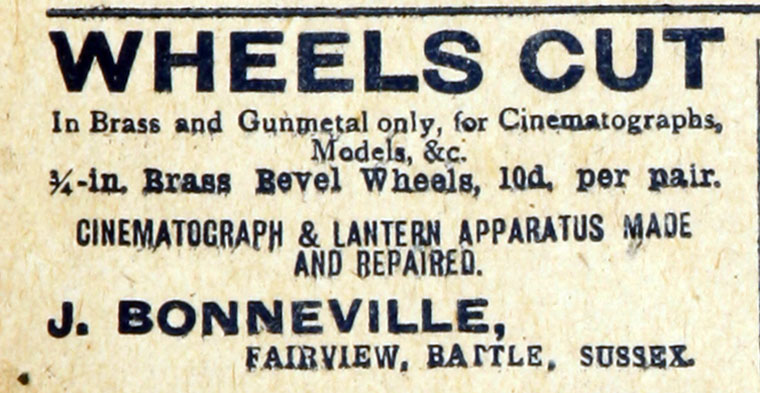 WHEELS CUT
In Brass and Gunmetal only, for Cinematographs,
Models, &c.
¾-in. Brass Bevel Wheels, 10d. per pair.
CINEMATOGRAPH & LANTERN APPARATUS MADE
AND REPAIRED.
J. BONNEVILLE,
FAIRVIEW, BATTLE, SUSSEX.